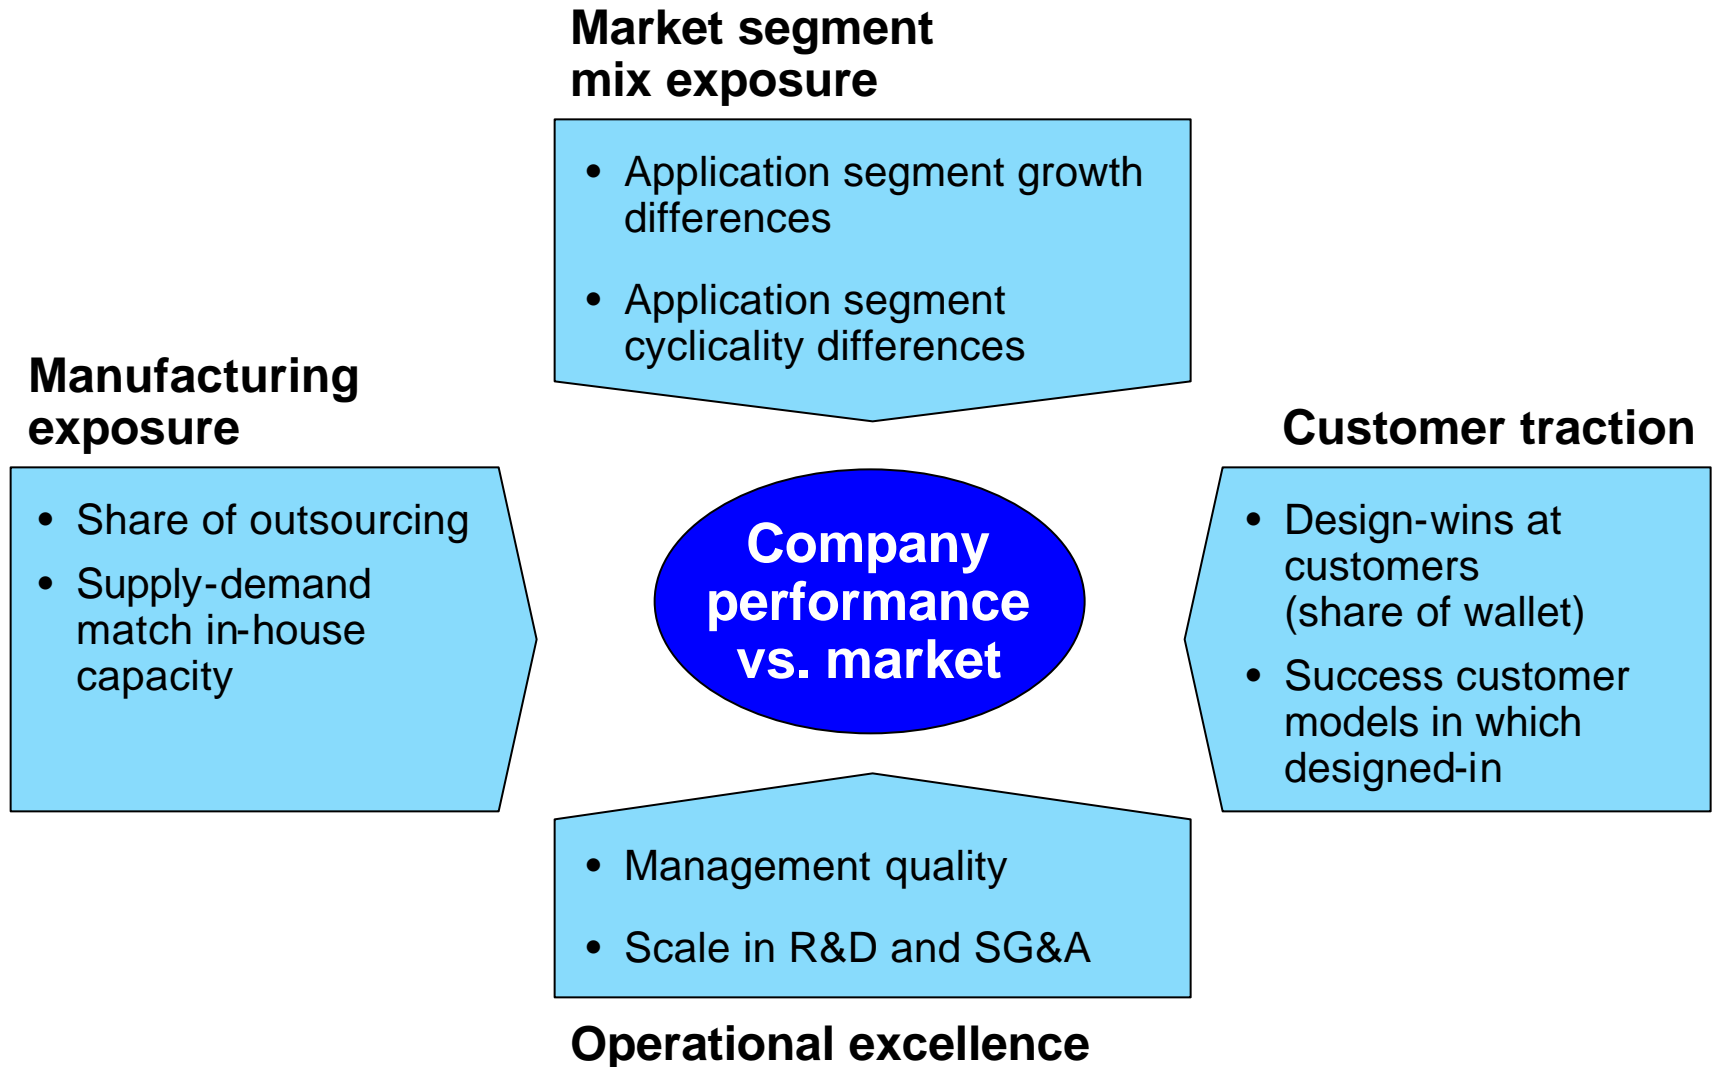 Market segment
mix exposure
• Application segment growth
differences
• Application segment
cyclicality differences
Manufacturing
exposure
• Share of outsourcing
• Supply-demand
match in-house
capacity
Company
performance
vs. market
Customer traction
• Design-wins at
customers
(share of wallet)
• Success customer
models in which
designed-in
• Management quality
• Scale in R&D and SG&A
Operational excellence